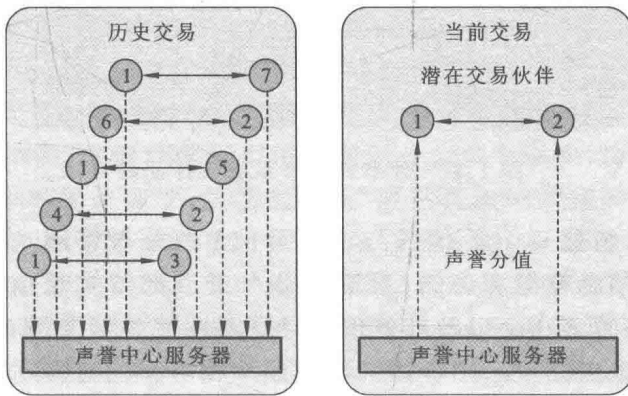 历史交易
1 7
6 2
1 5
4 2
1 3
声誉中心服务器
当前交易
潜在交易伙伴
1 2
声誉分值
声誉中心服务器